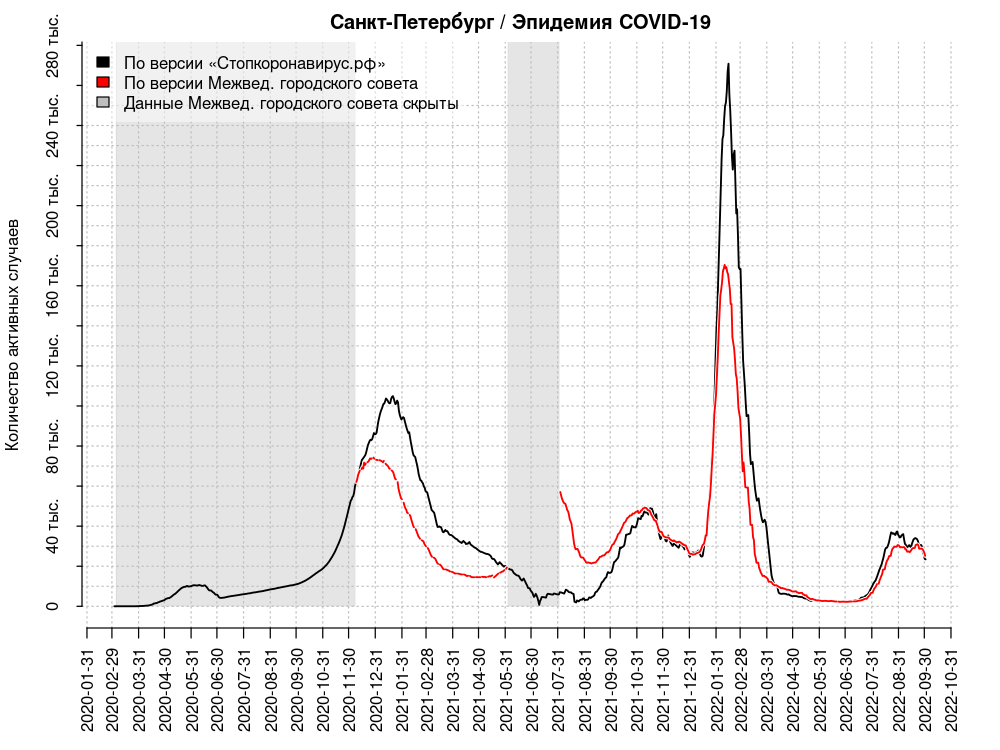 Санкт-Петербург / Эпидемия COVID-19
По версии «Стопкоронавирус.рф»
По версии Межвед. городского совета
Данные Межвед. городского совета скрыты
Количество активных случаев
280 тыс.
240 тыс.
200 тыс.
160 тыс.
120 тыс.
80 тыс.
40 тыс.
0
2020-01-31
2020-02-29
2020-03-31
2020-04-30
2020-05-31
2020-06-30
2020-07-31
2020-08-31
2020-09-30
2020-10-31
2020-11-30
2020-12-31
2021-01-31
2021-02-28
2021-03-31
2021-04-30
2021-05-31
2021-06-30
2021-07-31
2021-08-31
2021-09-30
2021-10-31
2021-11-30
2021-12-31
2022-01-31
2022-02-28
2022-03-31
2022-04-30
2022-05-31
2022-06-30
2022-07-31
2022-08-31
2022-09-30
2022-10-31